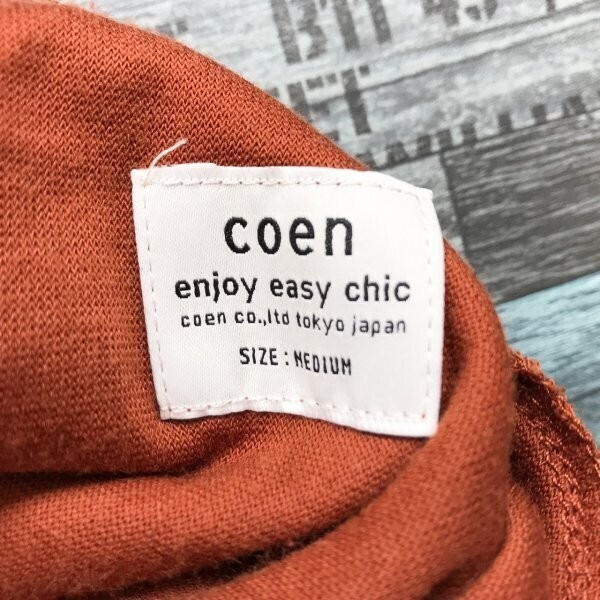 coen
enjoy easy chic
coen co.,ltd tokyo japan
SIZE : MEDIUM